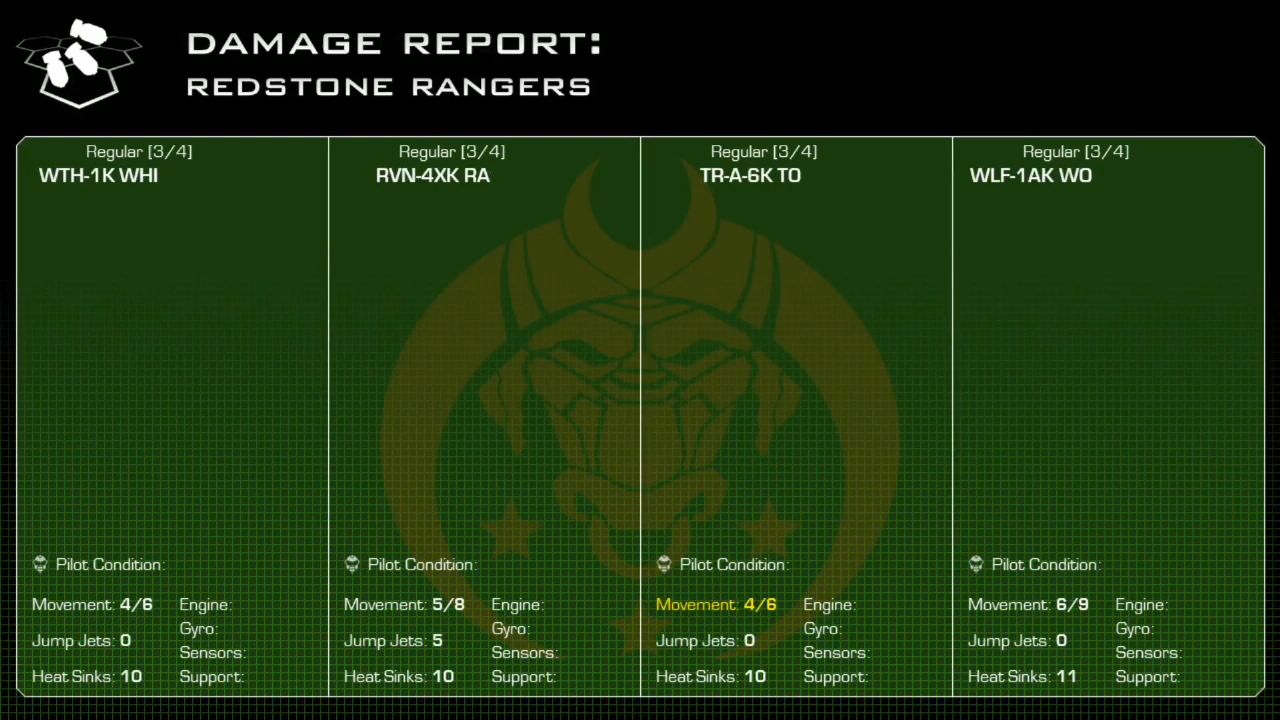 DAMAGE REPORT:
REDSTONE RANGERS
Regular [3/4]
WTH-1K WHI
Pilot Condition:
Movement: 4/6
Jump Jets: 0
Heat Sinks: 10
Engine:
Gyro:
Sensors:
Support:
Regular [3/4]
RVN-4XK RA
Pilot Condition:
Movement: 5/8
Jump Jets: 5
Heat Sinks: 10
Engine:
Gyro:
Sensors:
Support:
Regular [3/4]
TR-A-6K TO
Pilot Condition:
Movement: 4/6
Jump Jets: 0
Heat Sinks: 10
Engine:
Gyro:
Sensors:
Support:
Regular [3/4]
WLF-1AK WO
Pilot Condition:
Movement: 6/9
Jump Jets: 0
Heat Sinks: 11
Engine:
Gyro:
Sensors:
Support: